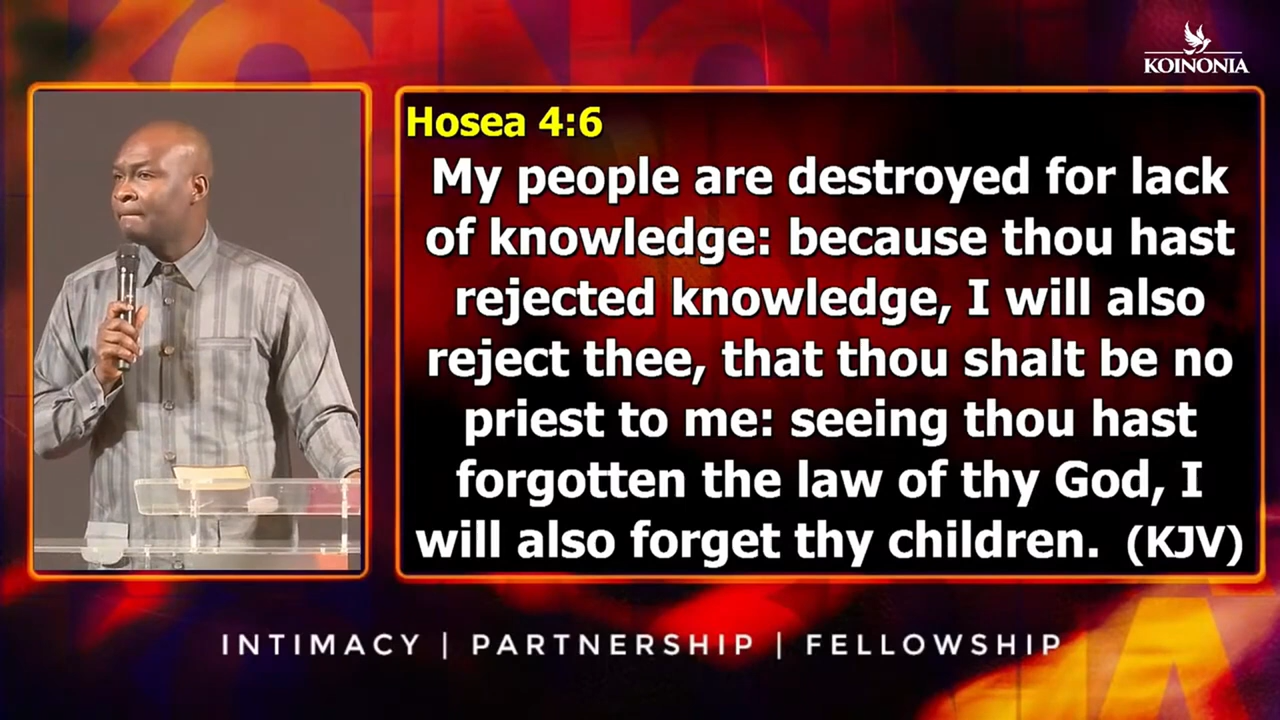 KOINONIA
Hosea 4:6
My people are destroyed for lack
of knowledge: because thou hast
rejected knowledge, I will also
reject thee, that thou shalt be no
priest to me: seeing thou hast
forgotten the law of thy God, I
will also forget thy children. (KJV)
INTIMACY | PARTNERSHIP | FELLOWSHIP